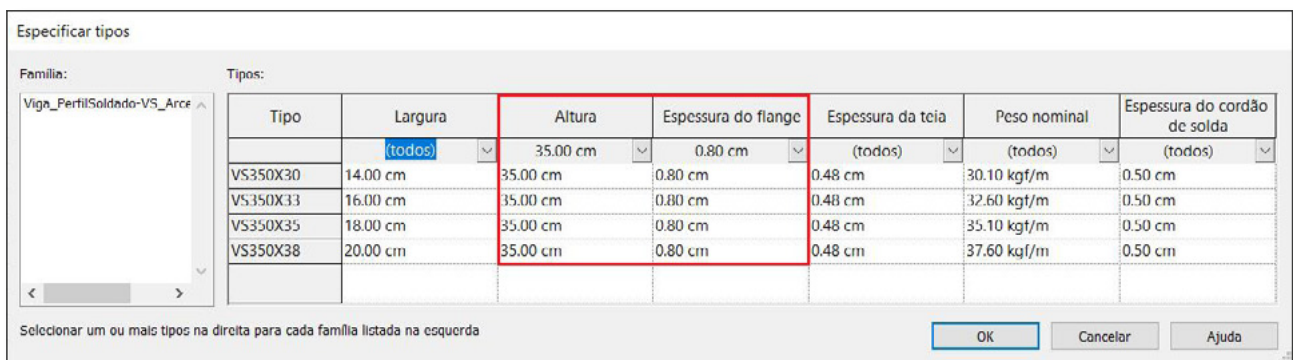 Especificar tipos
Família: Tipos:
Viga_PerfilSoldado-VS_Arce
Tipo Largura Altura Espessura do flange Espessura da teia Peso nominal Espessura do cordão de solda
(todos) 35.00 cm 0.80 cm (todos) (todos) (todos)
VS350X30 14.00 cm 35.00 cm 0.80 cm 0.48 cm 30.10 kgf/m 0.50 cm
VS350X33 16.00 cm 35.00 cm 0.80 cm 0.48 cm 32.60 kgf/m 0.50 cm
VS350X35 18.00 cm 35.00 cm 0.80 cm 0.48 cm 35.10 kgf/m 0.50 cm
VS350X38 20.00 cm 35.00 cm 0.80 cm 0.48 cm 37.60 kgf/m 0.50 cm
Selecionar um ou mais tipos na direita para cada família listada na esquerda
OK Cancelar Ajuda